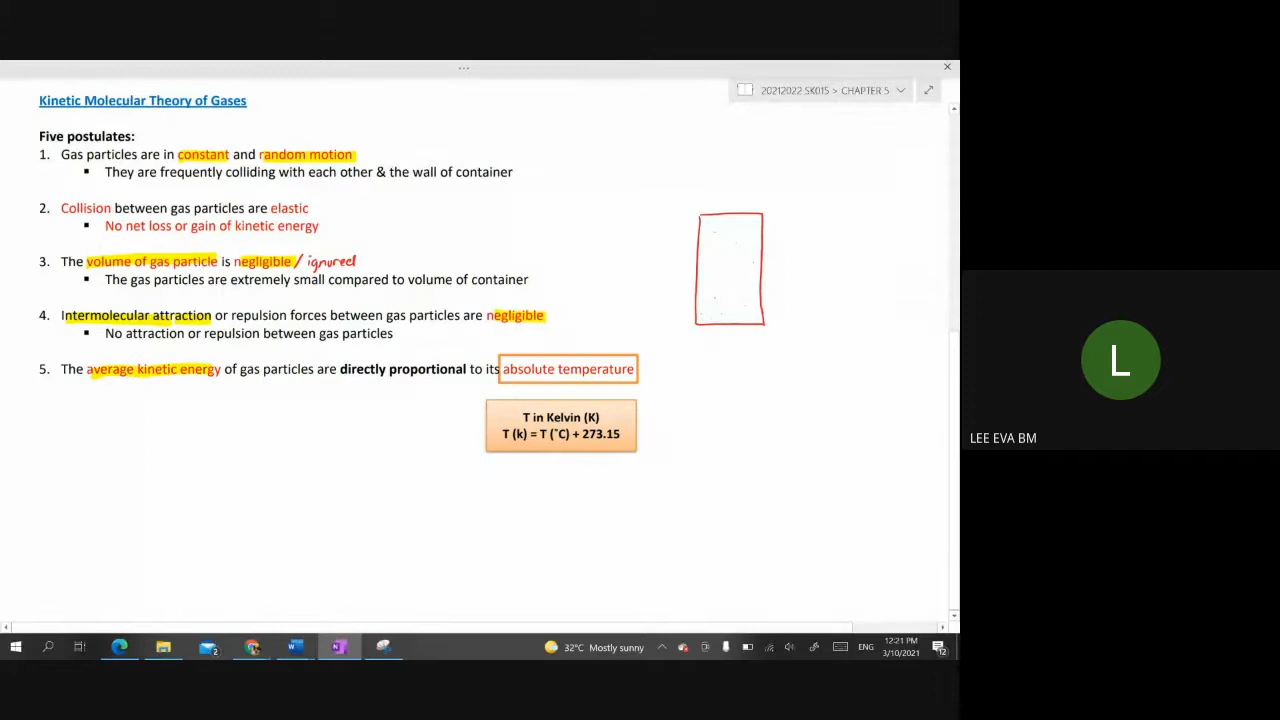 20212022 SK015 > CHAPTER 5
Kinetic Molecular Theory of Gases
Five postulates:
1. Gas particles are in constant and random motion
▪ They are frequently colliding with each other & the wall of container
2. Collision between gas particles are elastic
▪ No net loss or gain of kinetic energy
3. The volume of gas particle is negligible / ignored
▪ The gas particles are extremely small compared to volume of container
4. Intermolecular attraction or repulsion forces between gas particles are negligible
▪ No attraction or repulsion between gas particles
5. The average kinetic energy of gas particles are directly proportional to its absolute temperature
T in Kelvin (K)
T (k) = T (˚C) + 273.15
L
LEE EVA BM
32°C Mostly sunny
ENG
12:21 PM
3/10/2021
2
12